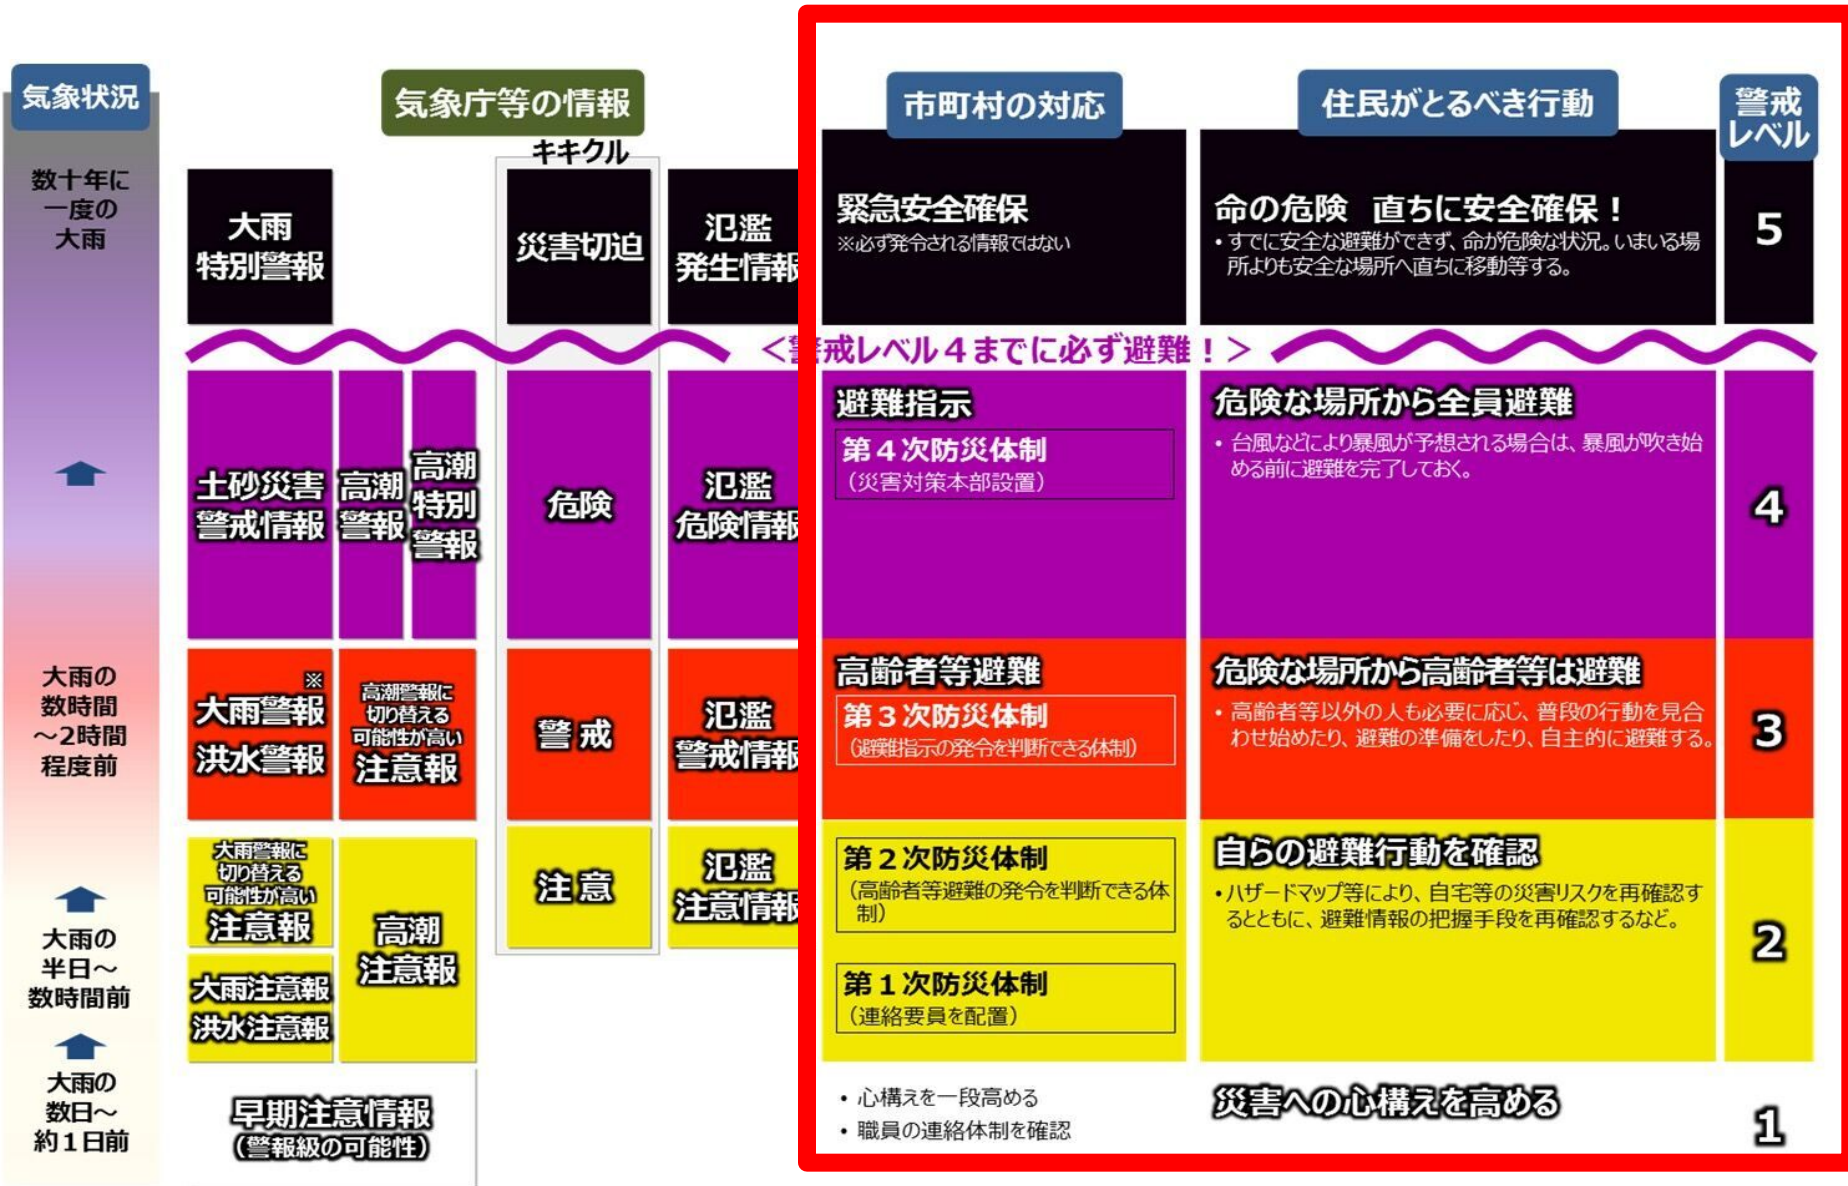 気象状況
気象庁等の情報
市町村の対応
住民がとるべき行動
警戒
レベル
キキクル
数十年に
一度の
大雨
大雨
特別警報
災害切迫
氾濫
発生情報
緊急安全確保
※必ず発令される情報ではない
命の危険 直ちに安全確保！
・すでに安全な避難ができず、命が危険な状況。いまいる場
所よりも安全な場所へ直ちに移動等する。
5
＜警戒レベル４までに必ず避難！＞
土砂災害
警戒情報
高潮
警報
高潮
特別
警報
危険
氾濫
危険情報
避難指示
第４次防災体制
（災害対策本部設置）
危険な場所から全員避難
・台風などにより暴風が予想される場合は、暴風が吹き始
める前に避難を完了しておく。
4
大雨の
数時間
～2時間
程度前
※
大雨警報
洪水警報
高潮警報に
切り替える
可能性が高い
注意報
警戒
氾濫
警戒情報
高齢者等避難
第３次防災体制
（避難指示の発令を判断できる体制）
危険な場所から高齢者等は避難
・高齢者等以外の人も必要に応じ、普段の行動を見合
わせ始めたり、避難の準備をしたり、自主的に避難する。
3
大雨の
半日～
数時間前
大雨警報に
切り替える
可能性が高い
注意報
大雨注意報
洪水注意報
高潮
注意報
注意
氾濫
注意情報
第２次防災体制
（高齢者等避難の発令を判断できる体
制）
第１次防災体制
（連絡要員を配置）
自らの避難行動を確認
・ハザードマップ等により、自宅等の災害リスクを再確認す
るとともに、避難情報の把握手段を再確認するなど。
2
大雨の
数日～
約１日前
早期注意情報
（警報級の可能性）
・心構えを一段高める
・職員の連絡体制を確認
災害への心構えを高める
1